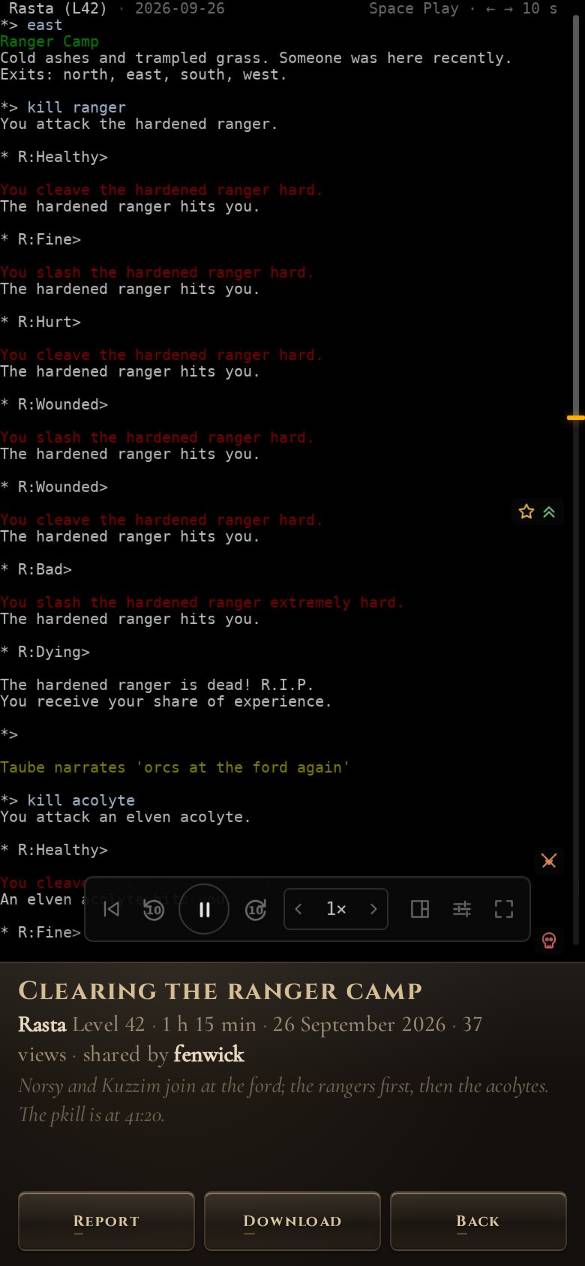 Rasta (L42) · 2026-09-26 Space Play · ← → 10 s
*> east
Ranger Camp
Cold ashes and trampled grass. Someone was here recently.
Exits: north, east, south, west.
*> kill ranger
You attack the hardened ranger.
* R:Healthy>
You cleave the hardened ranger hard.
The hardened ranger hits you.
* R:Fine>
You slash the hardened ranger hard.
The hardened ranger hits you.
* R:Hurt>
You cleave the hardened ranger hard.
The hardened ranger hits you.
* R:Wounded>
You slash the hardened ranger hard.
The hardened ranger hits you.
* R:Wounded>
You cleave the hardened ranger hard.
The hardened ranger hits you.
* R:Bad>
You slash the hardened ranger extremely hard.
The hardened ranger hits you.
* R:Dying>
The hardened ranger is dead! R.I.P.
You receive your share of experience.
*>
Taube narrates 'orcs at the ford again'
*> kill acolyte
You attack an elven acolyte.
* R:Healthy>
You cleave
An elven acolyte hits you.
* R:Fine>
10 10 1×
Clearing the ranger camp
Rasta Level 42 · 1 h 15 min · 26 September 2026 · 37
views · shared by fenwick
Norsy and Kuzzim join at the ford; the rangers first, then the acolytes.
The pkill is at 41:20.
Report Download Back